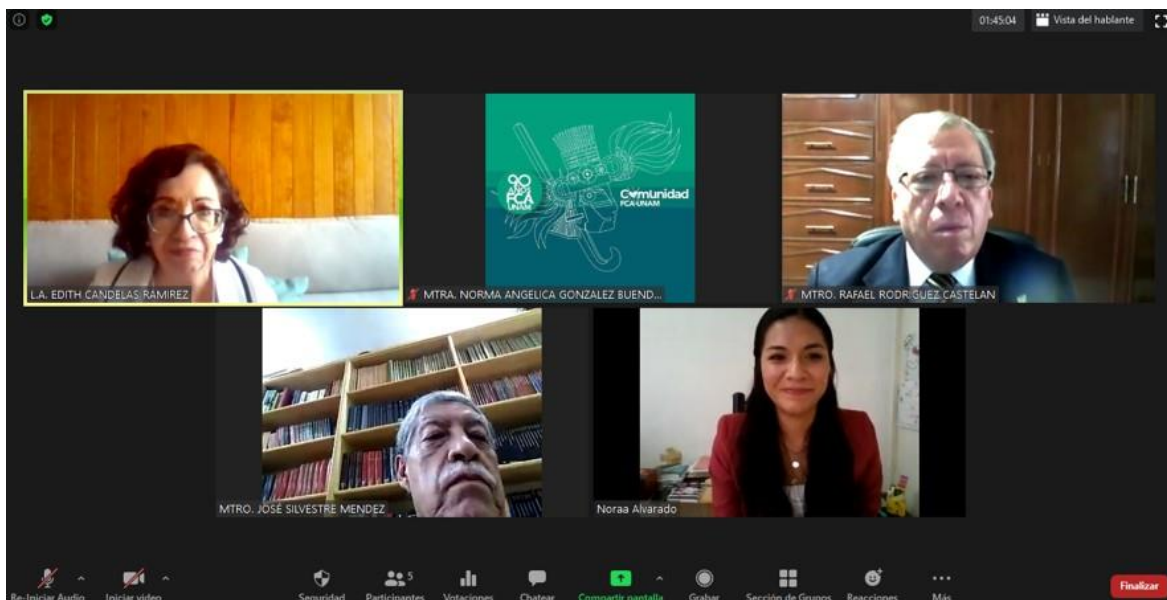 01:45:04
Vista del hablante
L.A. EDITH CANDELAS RAMIREZ
90 AÑOS FCA UNAM
Comunidad
FCA-UNAM
MTRA. NORMA ANGELICA GONZALEZ BUEND...
MTRO. RAFAEL RODRIGUEZ CASTELAN
MTRO. JOSÉ SILVESTRE MENDEZ
Noraa Alvarado
Re-Iniciar Audio
Iniciar video
Seguridad
5
Participantes
Votaciones
Chatear
Compartir pantalla
Grabar
Sección de Grupos
Reacciones
Más
Finalizar